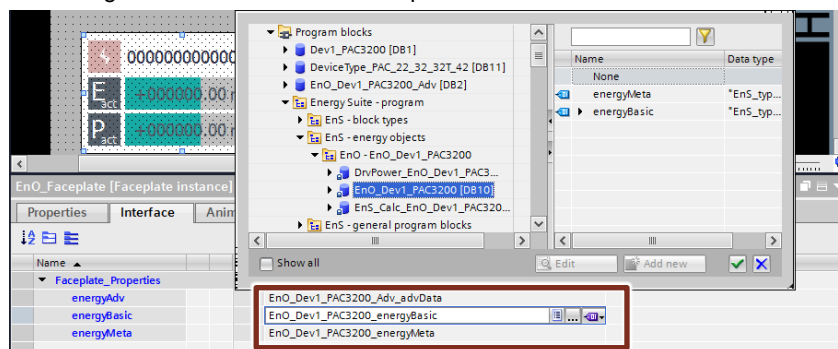 Program blocks
Dev1_PAC3200 [DB1]
DeviceType_PAC_22_32_32T_42 [DB11]
EnO_Dev1_PAC3200_Adv [DB2]
Energy Suite - program
EnS - block types
EnS - energy objects
EnO - EnO_Dev1_PAC3200
DrvPower_EnO_Dev1_PAC3...
EnO_Dev1_PAC3200 [DB10]
EnS_Calc_EnO_Dev1_PAC320...
EnS - general program blocks
Name Data type
None
energyMeta "EnS_typ...
energyBasic "EnS_typ...
Show all Edit Add new
000000000000
E act +000000.00
P act +000000.00
EnO_Faceplate [Faceplate instance]
Properties Interface Anim
Name
Faceplate_Properties
energyAdv EnO_Dev1_PAC3200_Adv_advData
energyBasic EnO_Dev1_PAC3200_energyBasic ...
energyMeta EnO_Dev1_PAC3200_energyMeta